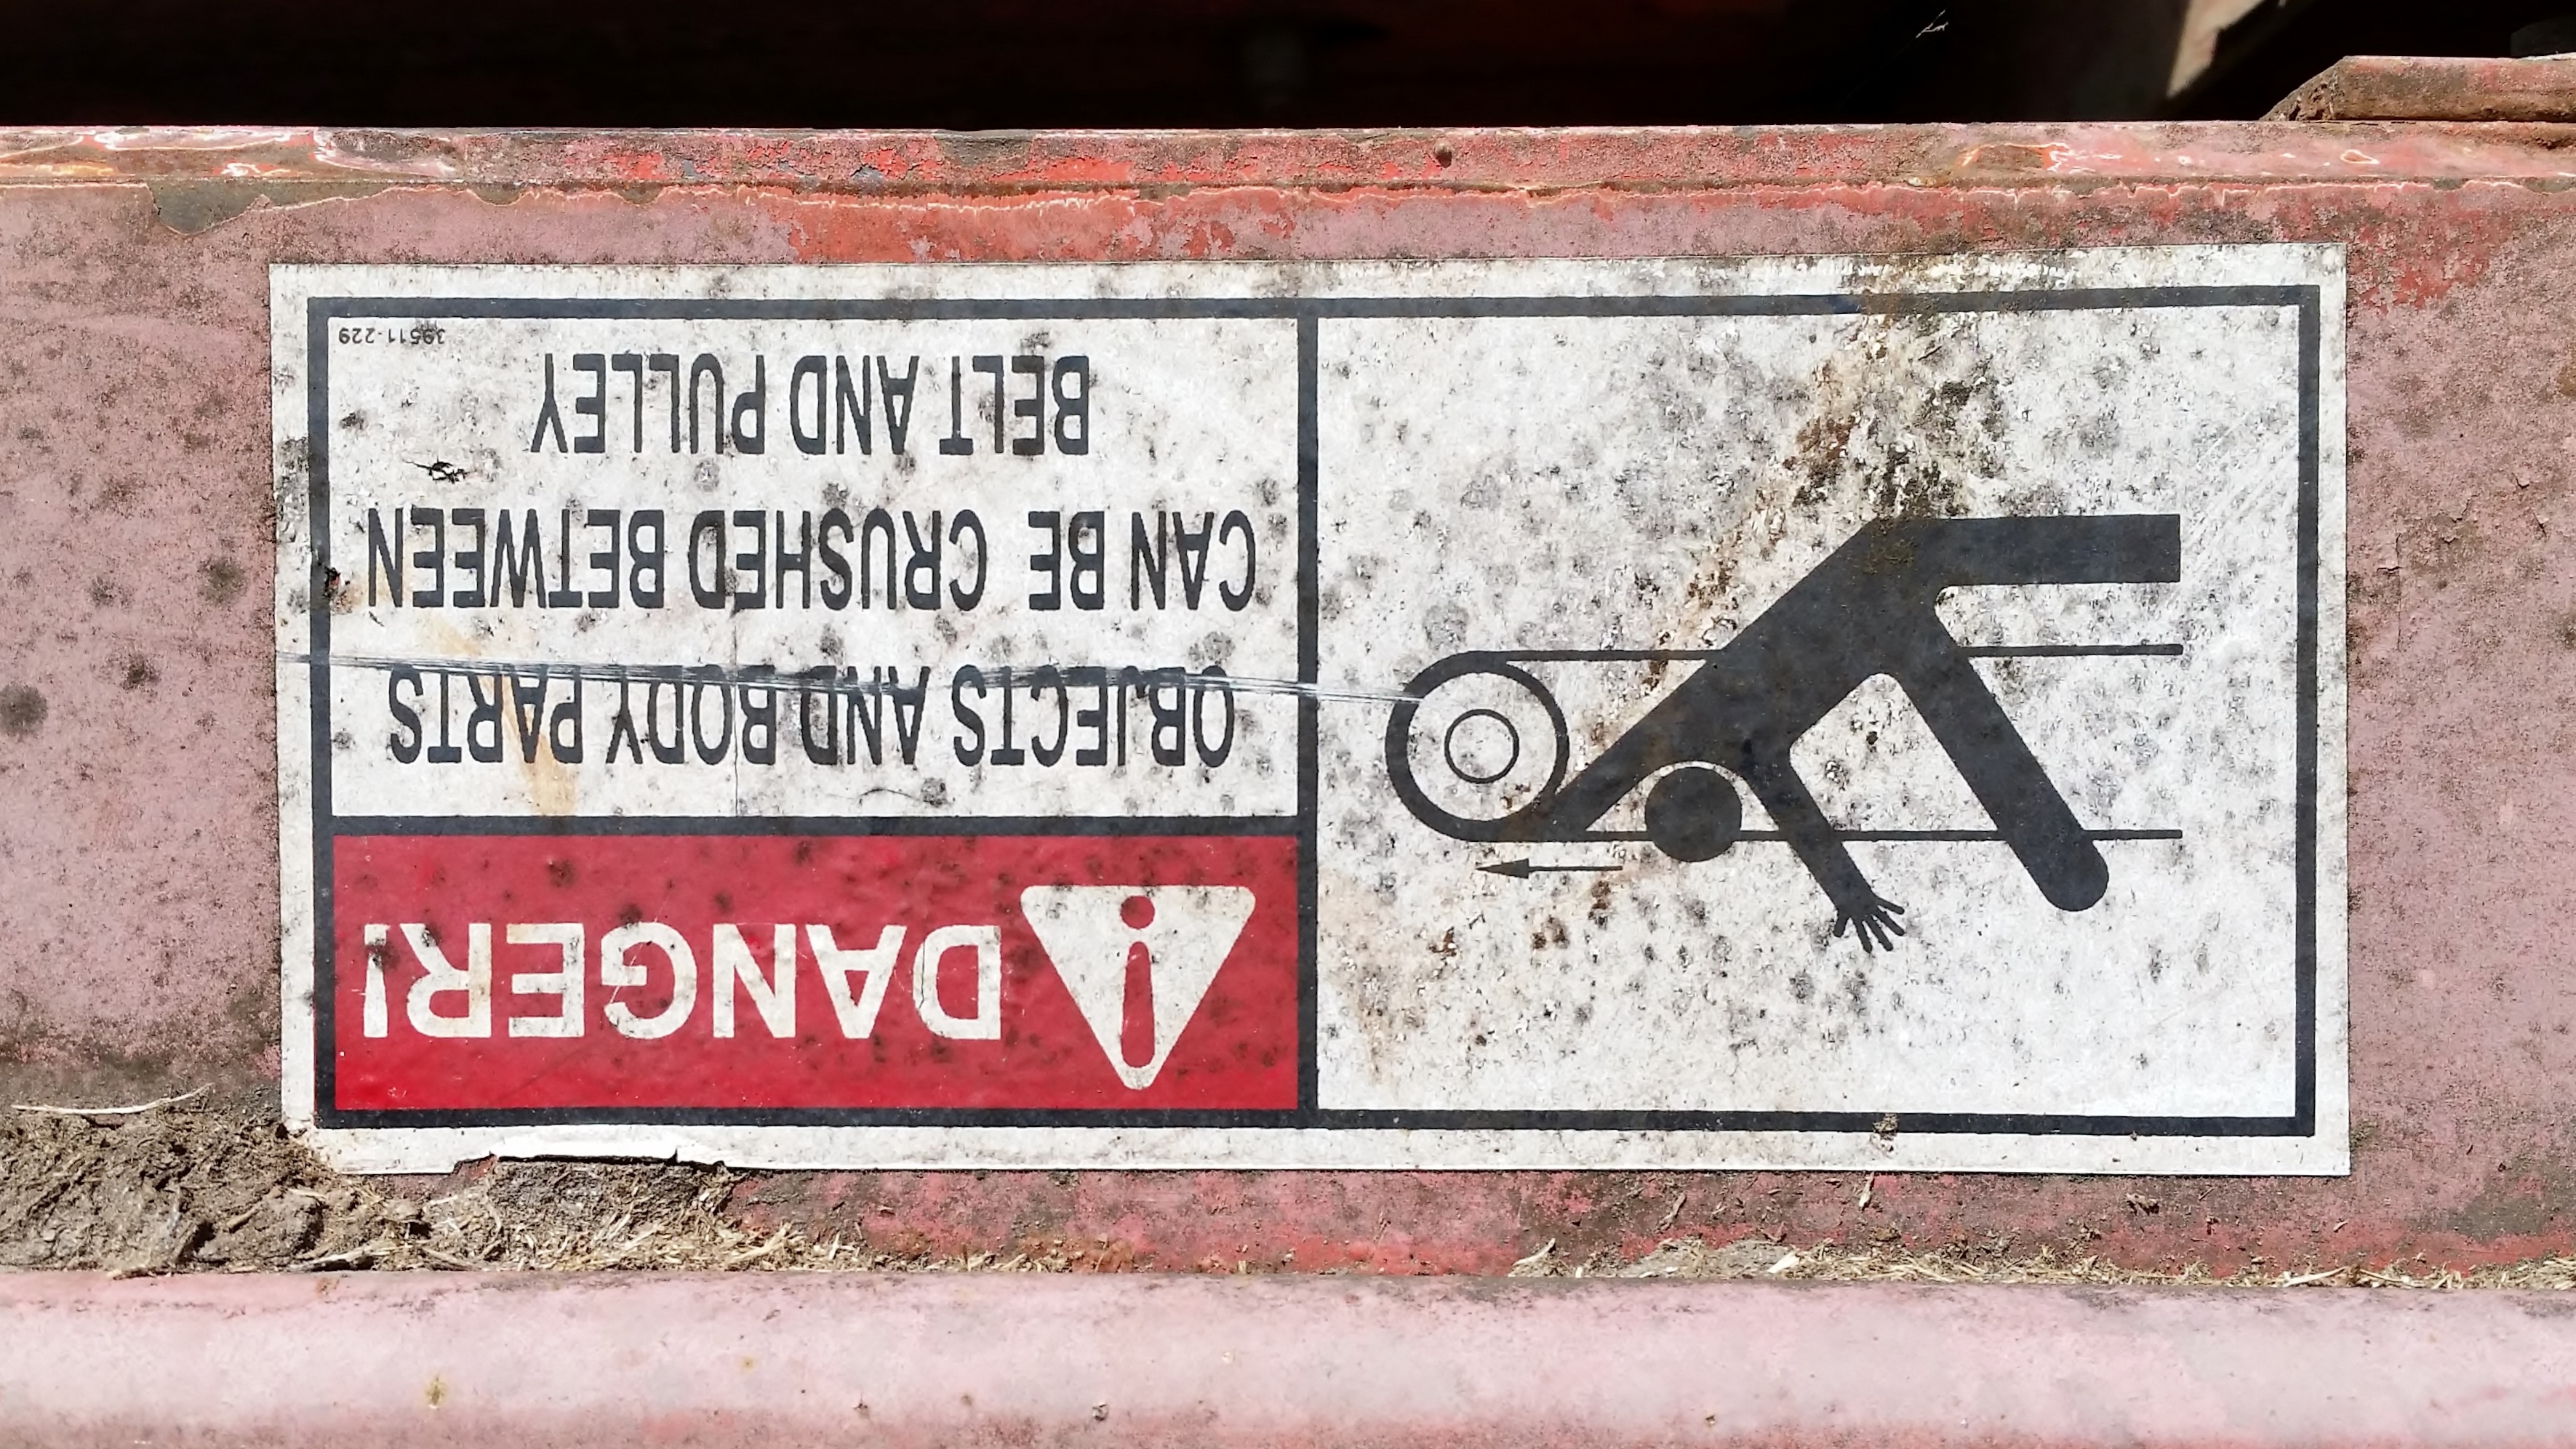 DANGER!
OBJECTS AND BODY PARTS
CAN BE CRUSHED BETWEEN
BELT AND PULLEY
39511-229